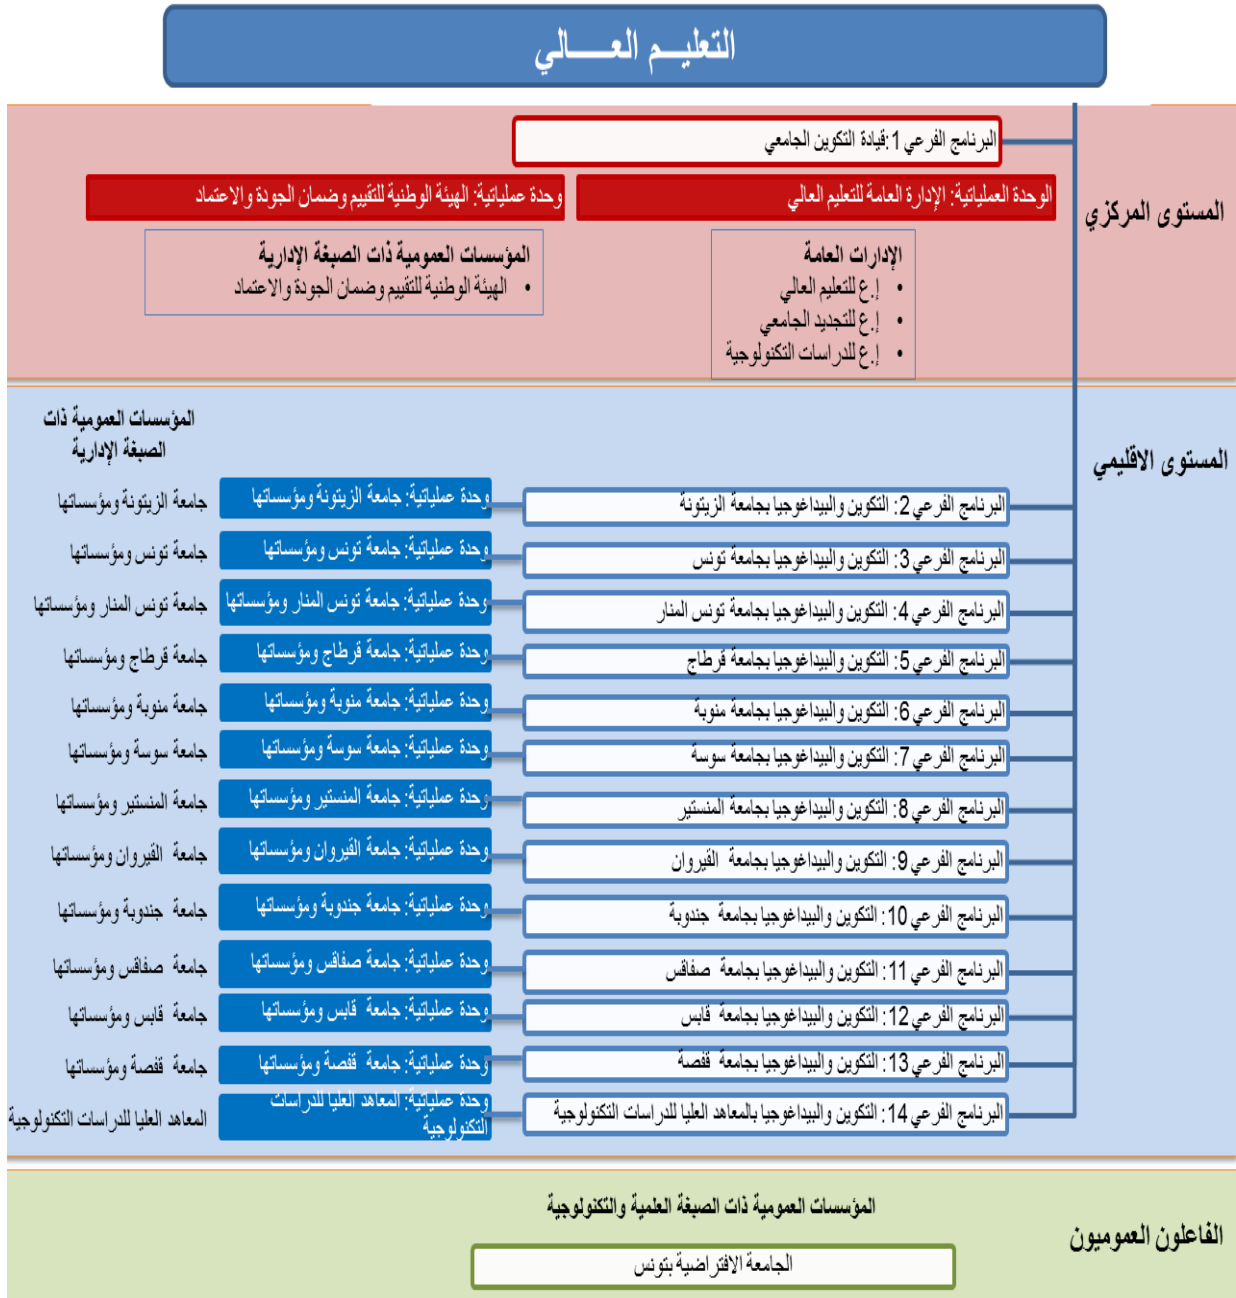 التعليـــم العـــــالي
البرنامج الفرعي 1:قيادة التكوين الجامعي
المستوى المركزي
الوحدة العملياتية: الإدارة العامة للتعليم العالي
وحدة عملياتية: الهيئة الوطنية للتقييم وضمان الجودة والاعتماد
الإدارات العامة
• إ.ع للتعليم العالي
• إ.ع للتجديد الجامعي
• إ.ع للدراسات التكنولوجية
المؤسسات العمومية ذات الصبغة الإدارية
• الهيئة الوطنية للتقييم وضمان الجودة والاعتماد
المستوى الاقليمي
المؤسسات العمومية ذات
الصبغة الإدارية
البرنامج الفرعي 2: التكوين والبيداغوجيا بجامعة الزيتونة
وحدة عملياتية: جامعة الزيتونة ومؤسساتها
جامعة الزيتونة ومؤسساتها
البرنامج الفرعي 3: التكوين والبيداغوجيا بجامعة تونس
وحدة عملياتية: جامعة تونس ومؤسساتها
جامعة تونس ومؤسساتها
البرنامج الفرعي 4: التكوين والبيداغوجيا بجامعة تونس المنار
وحدة عملياتية: جامعة تونس المنار ومؤسساتها
جامعة تونس المنار ومؤسساتها
البرنامج الفرعي 5: التكوين والبيداغوجيا بجامعة قرطاج
وحدة عملياتية: جامعة قرطاج ومؤسساتها
جامعة قرطاج ومؤسساتها
البرنامج الفرعي 6: التكوين والبيداغوجيا بجامعة منوبة
وحدة عملياتية: جامعة منوبة ومؤسساتها
جامعة منوبة ومؤسساتها
البرنامج الفرعي 7: التكوين والبيداغوجيا بجامعة سوسة
وحدة عملياتية: جامعة سوسة ومؤسساتها
جامعة سوسة ومؤسساتها
البرنامج الفرعي 8: التكوين والبيداغوجيا بجامعة المنستير
وحدة عملياتية: جامعة المنستير ومؤسساتها
جامعة المنستير ومؤسساتها
البرنامج الفرعي 9: التكوين والبيداغوجيا بجامعة القيروان
وحدة عملياتية: جامعة القيروان ومؤسساتها
جامعة القيروان ومؤسساتها
البرنامج الفرعي 10: التكوين والبيداغوجيا بجامعة جندوبة
وحدة عملياتية: جامعة جندوبة ومؤسساتها
جامعة جندوبة ومؤسساتها
البرنامج الفرعي 11: التكوين والبيداغوجيا بجامعة صفاقس
وحدة عملياتية: جامعة صفاقس ومؤسساتها
جامعة صفاقس ومؤسساتها
البرنامج الفرعي 12: التكوين والبيداغوجيا بجامعة قابس
وحدة عملياتية: جامعة قابس ومؤسساتها
جامعة قابس ومؤسساتها
البرنامج الفرعي 13: التكوين والبيداغوجيا بجامعة قفصة
وحدة عملياتية: جامعة قفصة ومؤسساتها
جامعة قفصة ومؤسساتها
البرنامج الفرعي 14: التكوين والبيداغوجيا بالمعاهد العليا للدراسات التكنولوجية
وحدة عملياتية: المعاهد العليا للدراسات
التكنولوجية
المعاهد العليا للدراسات التكنولوجية
المؤسسات العمومية ذات الصبغة العلمية والتكنولوجية
الفاعلون العموميون
الجامعة الافتراضية بتونس